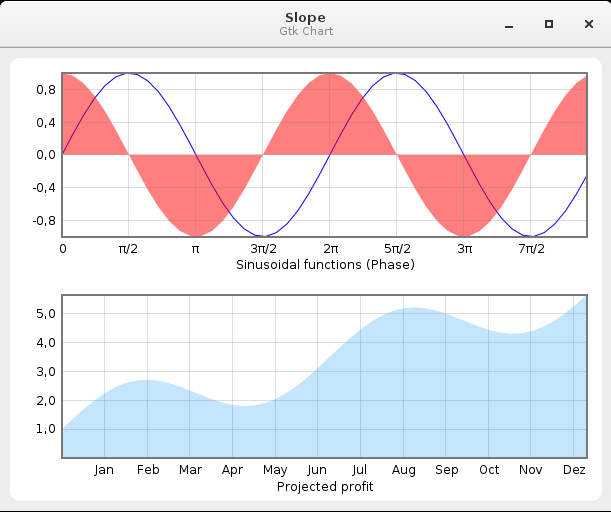 Slope
Gtk Chart
0,8
0,4
0,0
-0,4
-0,8
0 π/2 π 3π/2 2π 5π/2 3π 7π/2
Sinusoidal functions (Phase)
5,0
4,0
3,0
2,0
1,0
Jan Feb Mar Apr May Jun Jul Aug Sep Oct Nov Dez
Projected profit